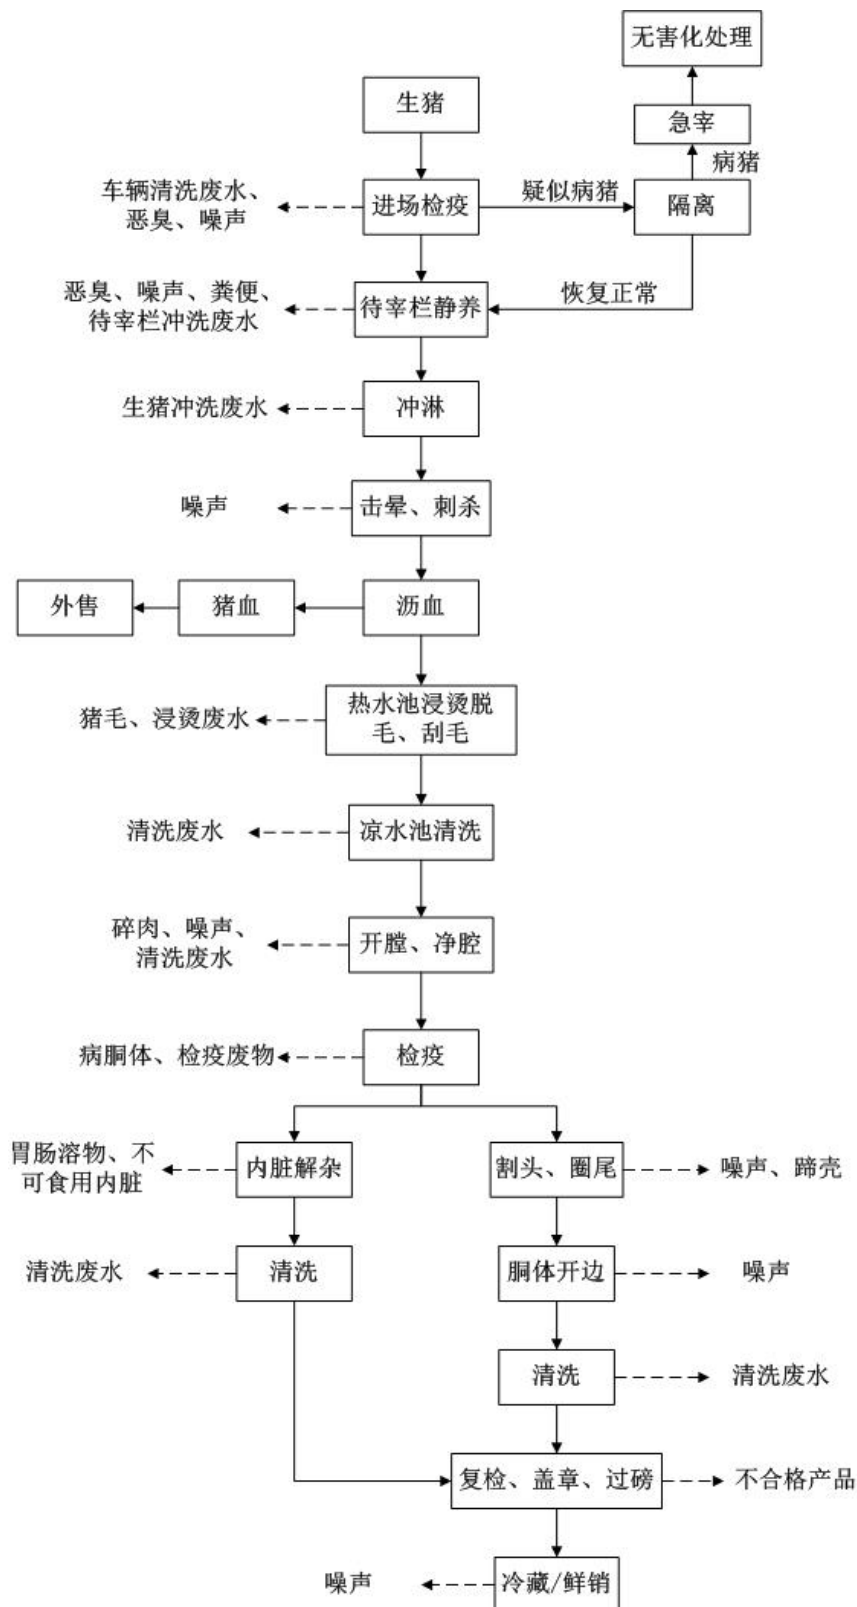 无害化处理
生猪
急宰
病猪
车辆清洗废水、
恶臭、噪声
进场检疫
疑似病猪
隔离
恶臭、噪声、粪便、
待宰栏冲洗废水
待宰栏静养
恢复正常
生猪冲洗废水
冲淋
噪声
击晕、刺杀
外售
猪血
沥血
猪毛、浸烫废水
热水池浸烫脱
毛、刮毛
清洗废水
凉水池清洗
碎肉、噪声、
清洗废水
开膛、净腔
病胴体、检疫废物
检疫
胃肠溶物、不
可食用内脏
内脏解杂
割头、圈尾
噪声、蹄壳
清洗废水
清洗
胴体开边
噪声
清洗
清洗废水
复检、盖章、过磅
不合格产品
噪声
冷藏/鲜销